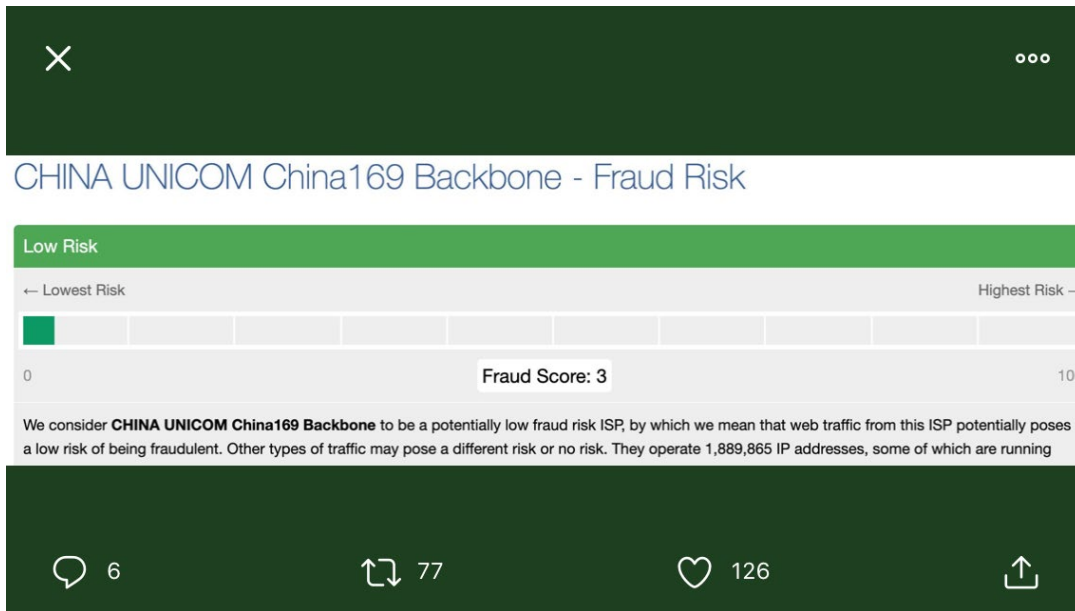 CHINA UNICOM China169 Backbone - Fraud Risk
Low Risk
← Lowest Risk Highest Risk –
0 Fraud Score: 3 10
We consider CHINA UNICOM China169 Backbone to be a potentially low fraud risk ISP, by which we mean that web traffic from this ISP potentially poses
a low risk of being fraudulent. Other types of traffic may pose a different risk or no risk. They operate 1,889,865 IP addresses, some of which are running
6 77 126